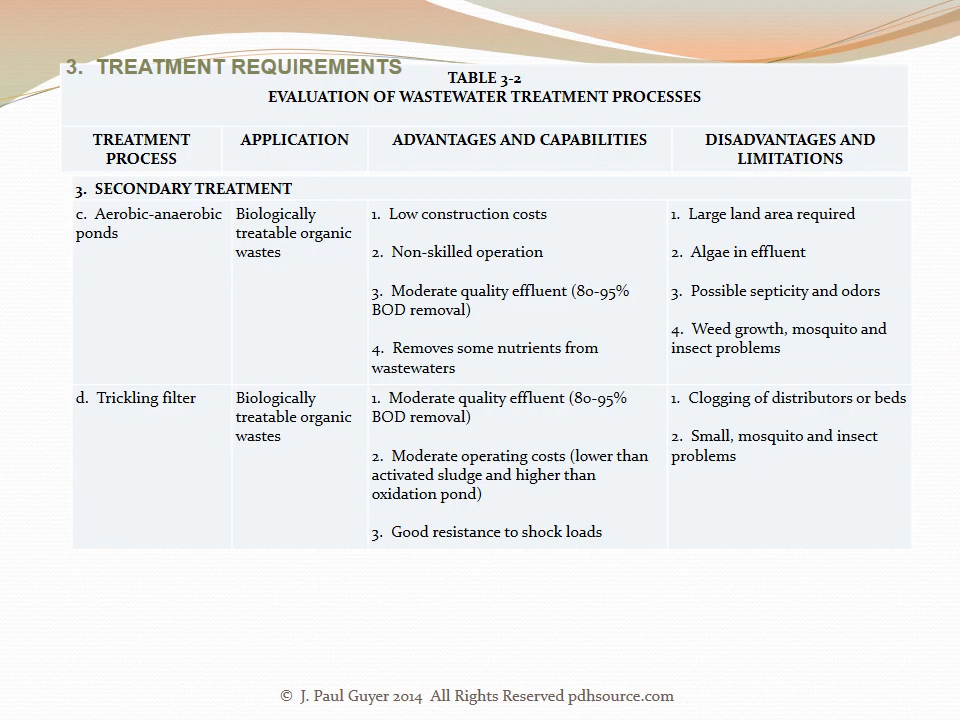 3. TREATMENT REQUIREMENTS
TABLE 3-2
EVALUATION OF WASTEWATER TREATMENT PROCESSES
TREATMENT
PROCESS
APPLICATION
ADVANTAGES AND CAPABILITIES
DISADVANTAGES AND
LIMITATIONS
3. SECONDARY TREATMENT
c. Aerobic-anaerobic
ponds
Biologically
treatable organic
wastes
1. Low construction costs
2. Non-skilled operation
3. Moderate quality effluent (80-95%
BOD removal)
4. Removes some nutrients from
wastewaters
1. Large land area required
2. Algae in effluent
3. Possible septicity and odors
4. Weed growth, mosquito and
insect problems
d. Trickling filter
Biologically
treatable organic
wastes
1. Moderate quality effluent (80-95%
BOD removal)
2. Moderate operating costs (lower than
activated sludge and higher than
oxidation pond)
3. Good resistance to shock loads
1. Clogging of distributors or beds
2. Small, mosquito and insect
problems
© J. Paul Guyer 2014 All Rights Reserved pdhsource.com